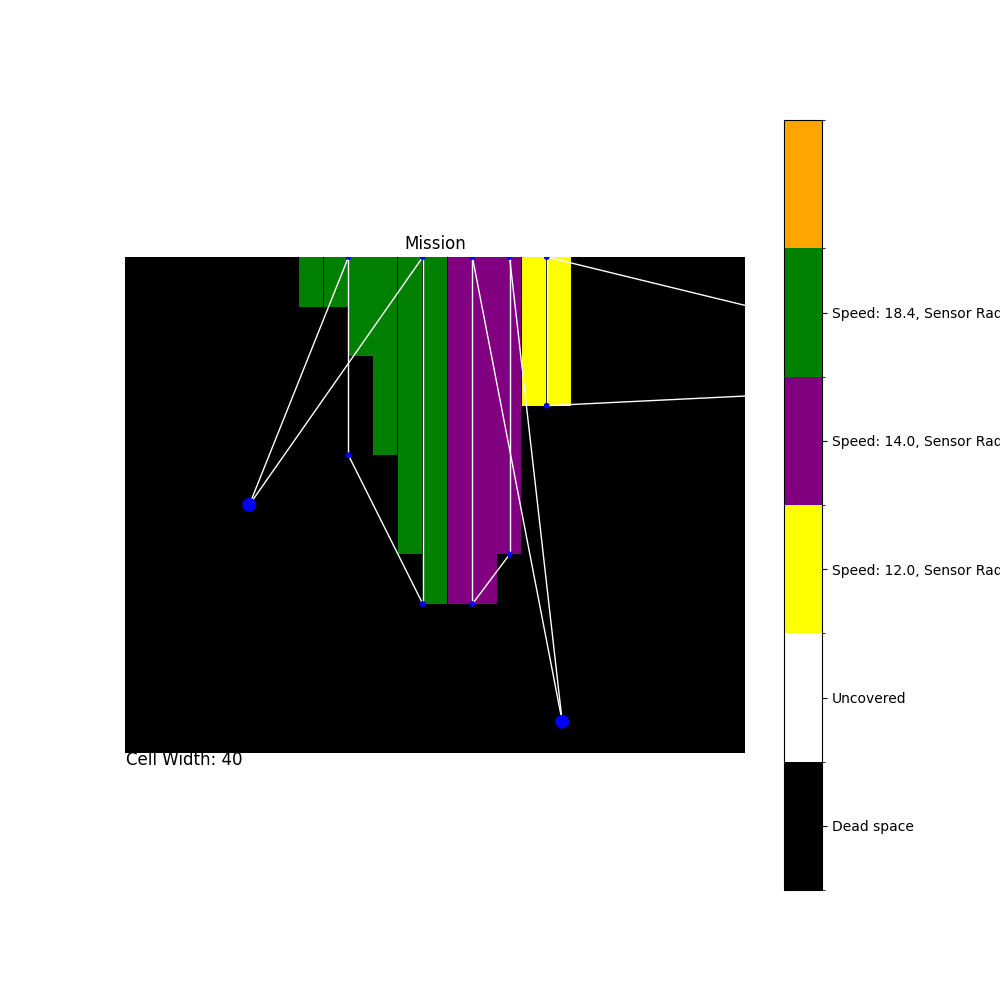 Mission
Speed: 18.4, Sensor Rad
Speed: 14.0, Sensor Rad
Speed: 12.0, Sensor Rad
Uncovered
Dead space
Cell Width: 40